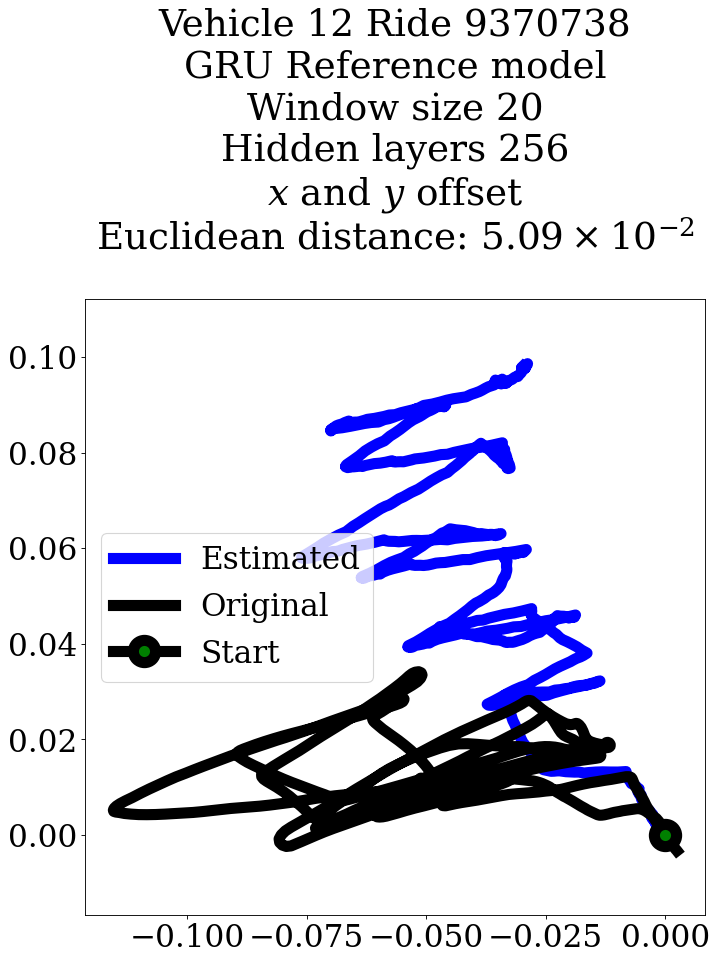 Vehicle 12 Ride 9370738
GRU Reference model
Window size 20
Hidden layers 256
x and y offset
Euclidean distance: 5.09 × 10⁻²
0.10
0.08
0.06
0.04
0.02
0.00
Estimated
Original
Start
−0.100 −0.075 −0.050 −0.025 0.000